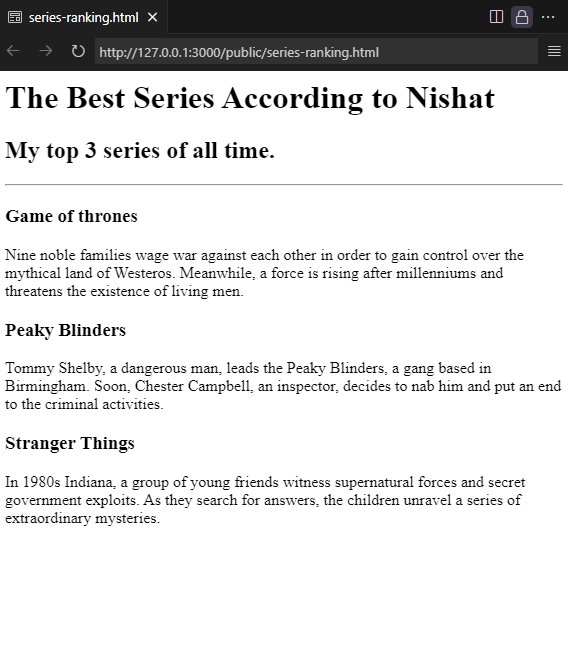 series-ranking.html
http://127.0.0.1:3000/public/series-ranking.html
The Best Series According to Nishat
My top 3 series of all time.
Game of thrones
Nine noble families wage war against each other in order to gain control over the
mythical land of Westeros. Meanwhile, a force is rising after millenniums and
threatens the existence of living men.
Peaky Blinders
Tommy Shelby, a dangerous man, leads the Peaky Blinders, a gang based in
Birmingham. Soon, Chester Campbell, an inspector, decides to nab him and put an end
to the criminal activities.
Stranger Things
In 1980s Indiana, a group of young friends witness supernatural forces and secret
government exploits. As they search for answers, the children unravel a series of
extraordinary mysteries.